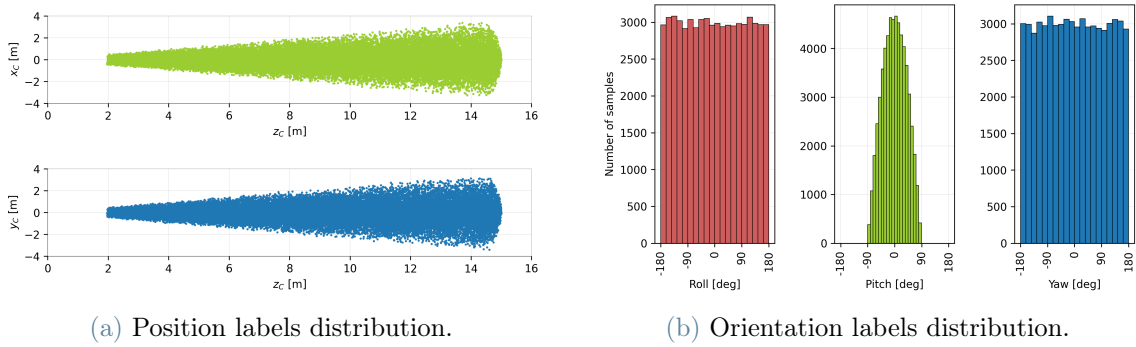 4
2
0
−2
−4
x_C [m]
0 2 4 6 8 10 12 14 16
z_C [m]
4
2
0
−2
−4
y_C [m]
0 2 4 6 8 10 12 14 16
z_C [m]
(a) Position labels distribution.
3000
2500
2000
1500
1000
500
0
Number of samples
-180 -90 0 90 180
Roll [deg]
4000
3000
2000
1000
0
-180 -90 0 90 180
Pitch [deg]
3000
2500
2000
1500
1000
500
0
-180 -90 0 90 180
Yaw [deg]
(b) Orientation labels distribution.